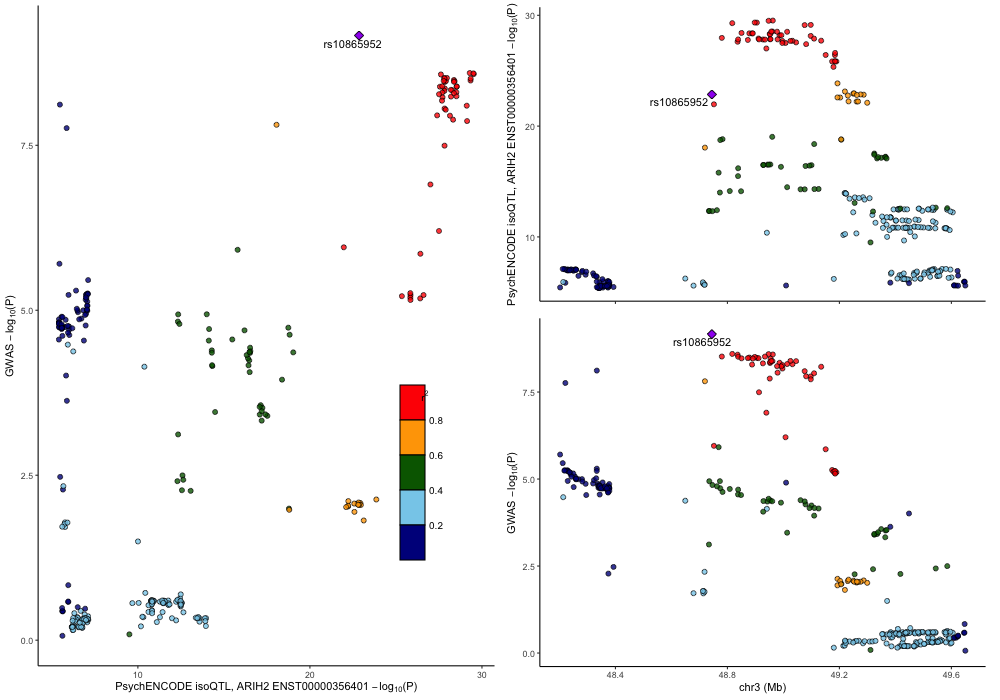 rs10865952
7.5
5.0
2.5
0.0
GWAS −log10(P)
10
20
30
PsychENCODE isoQTL, ARIH2 ENST00000356401 −log10(P)
r2
0.8
0.6
0.4
0.2
30
20
10
PsychENCODE isoQTL, ARIH2 ENST00000356401 −log10(P)
rs10865952
rs10865952
7.5
5.0
2.5
0.0
GWAS −log10(P)
48.4
48.8
49.2
49.6
chr3 (Mb)